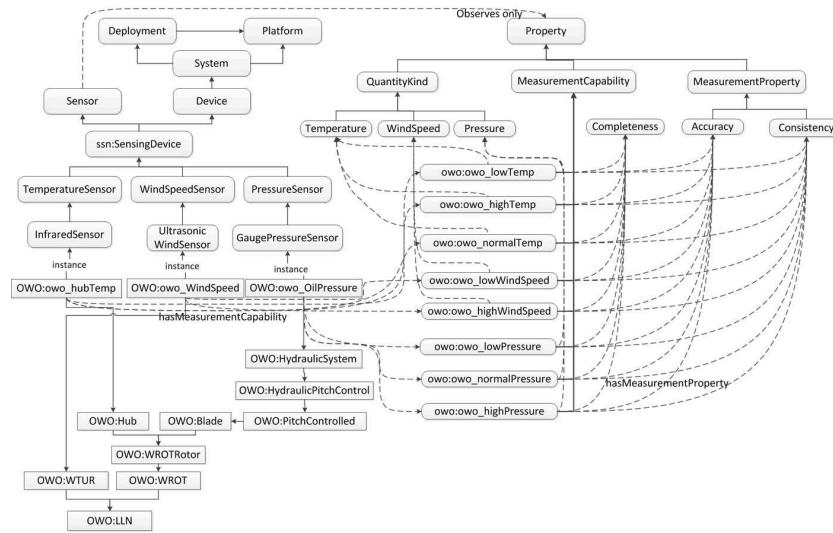 Observes only
Deployment
Platform
Property
System
QuantityKind
MeasurementCapability
MeasurementProperty
Sensor
Device
Temperature
WindSpeed
Pressure
Completeness
Accuracy
Consistency
ssn:SensingDevice
owo:owo_lowTemp
TemperatureSensor
WindSpeedSensor
PressureSensor
owo:owo_highTemp
InfraredSensor
Ultrasonic
WindSensor
GaugePressureSensor
owo:owo_normalTemp
instance
instance
instance
owo:owo_lowWindSpeed
OWO:owo_hubTemp
OWO:owo_WindSpeed
OWO:owo_OilPressure
owo:owo_highWindSpeed
hasMeasurementCapability
owo:owo_lowPressure
OWO:HydraulicSystem
owo:owo_normalPressure
hasMeasurementProperty
OWO:HydraulicPitchControl
owo:owo_highPressure
OWO:Hub
OWO:Blade
OWO:PitchControlled
OWO:WROTRotor
OWO:WTUR
OWO:WROT
OWO:LLN